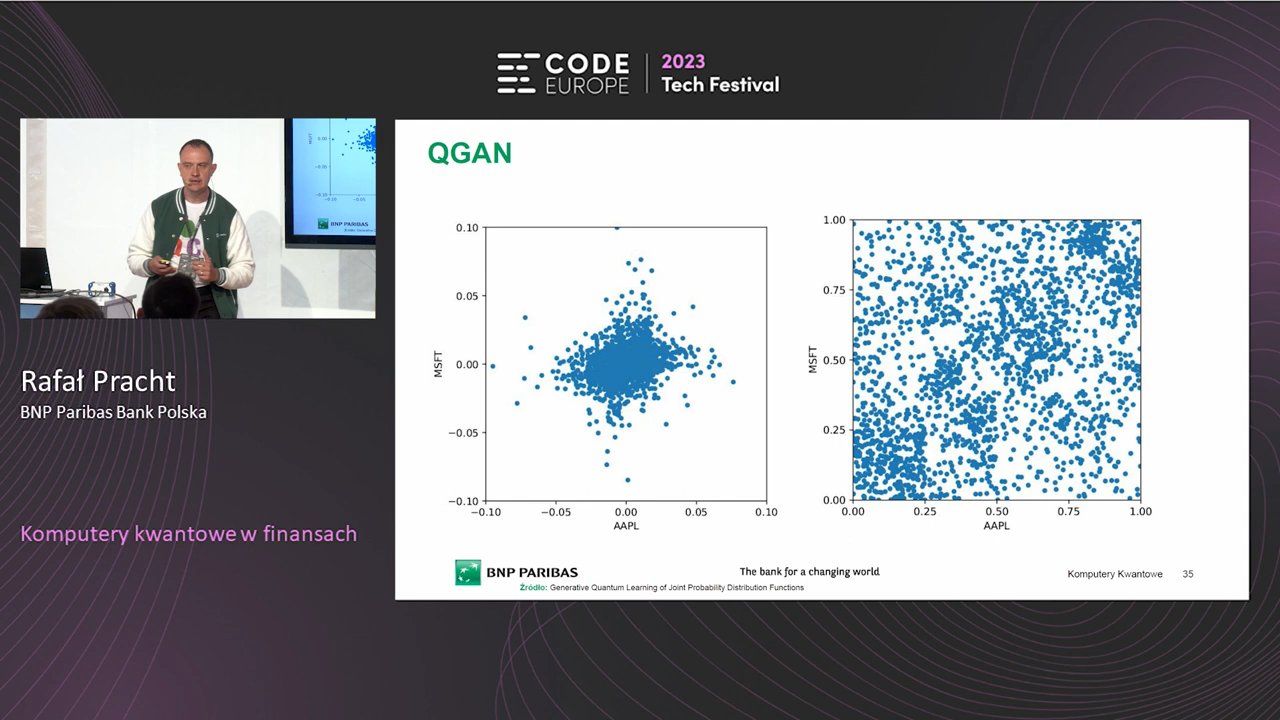 CODE
EUROPE
2023
Tech Festival
QGAN
0.10
0.05
0.00
−0.05
−0.10
MSFT
−0.10 −0.05 0.00 0.05 0.10
AAPL
1.00
0.75
0.50
0.25
0.00
MSFT
0.00 0.25 0.50 0.75 1.00
AAPL
BNP PARIBAS
The bank for a changing world
Komputery Kwantowe 35
Źródło: Generative Quantum Learning of Joint Probability Distribution Functions
BNP PARIBAS
Rafał Pracht
BNP Paribas Bank Polska
Komputery kwantowe w finansach